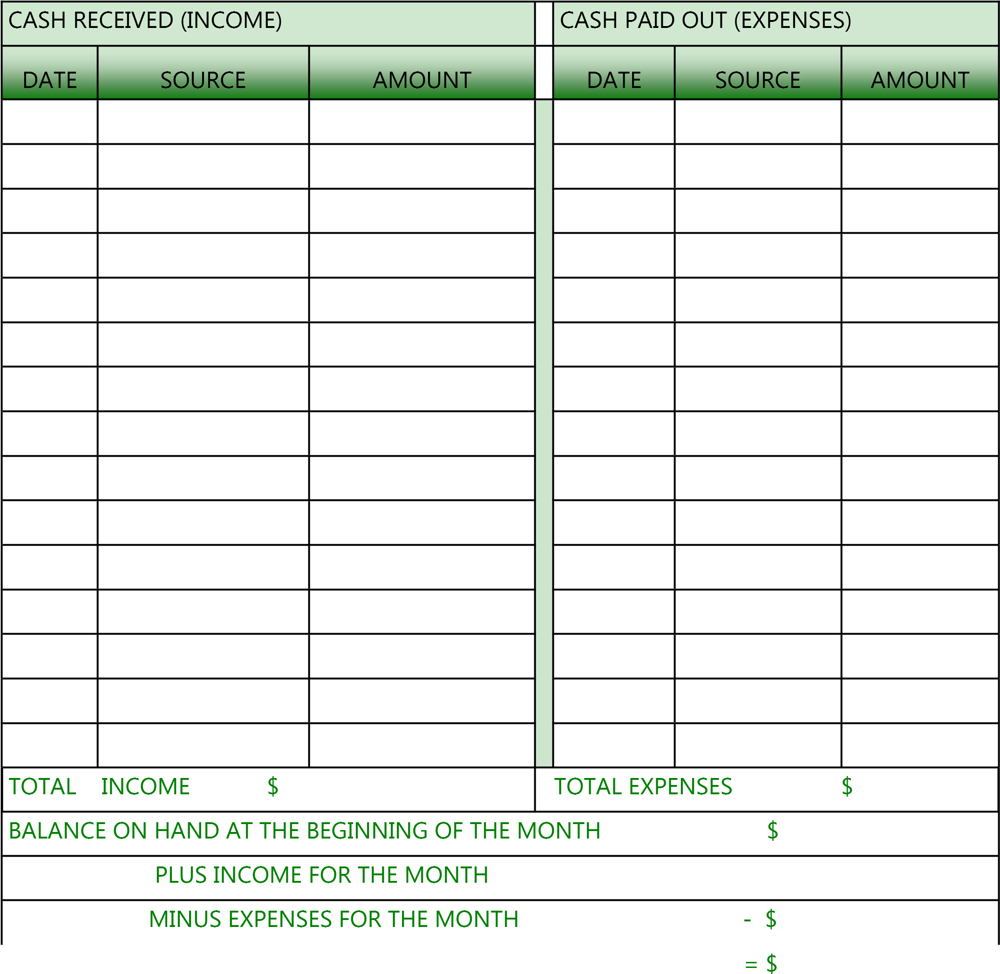 CASH RECEIVED (INCOME) CASH PAID OUT (EXPENSES)
DATE SOURCE AMOUNT DATE SOURCE AMOUNT
TOTAL INCOME $ TOTAL EXPENSES $
BALANCE ON HAND AT THE BEGINNING OF THE MONTH $
PLUS INCOME FOR THE MONTH
MINUS EXPENSES FOR THE MONTH - $
= $